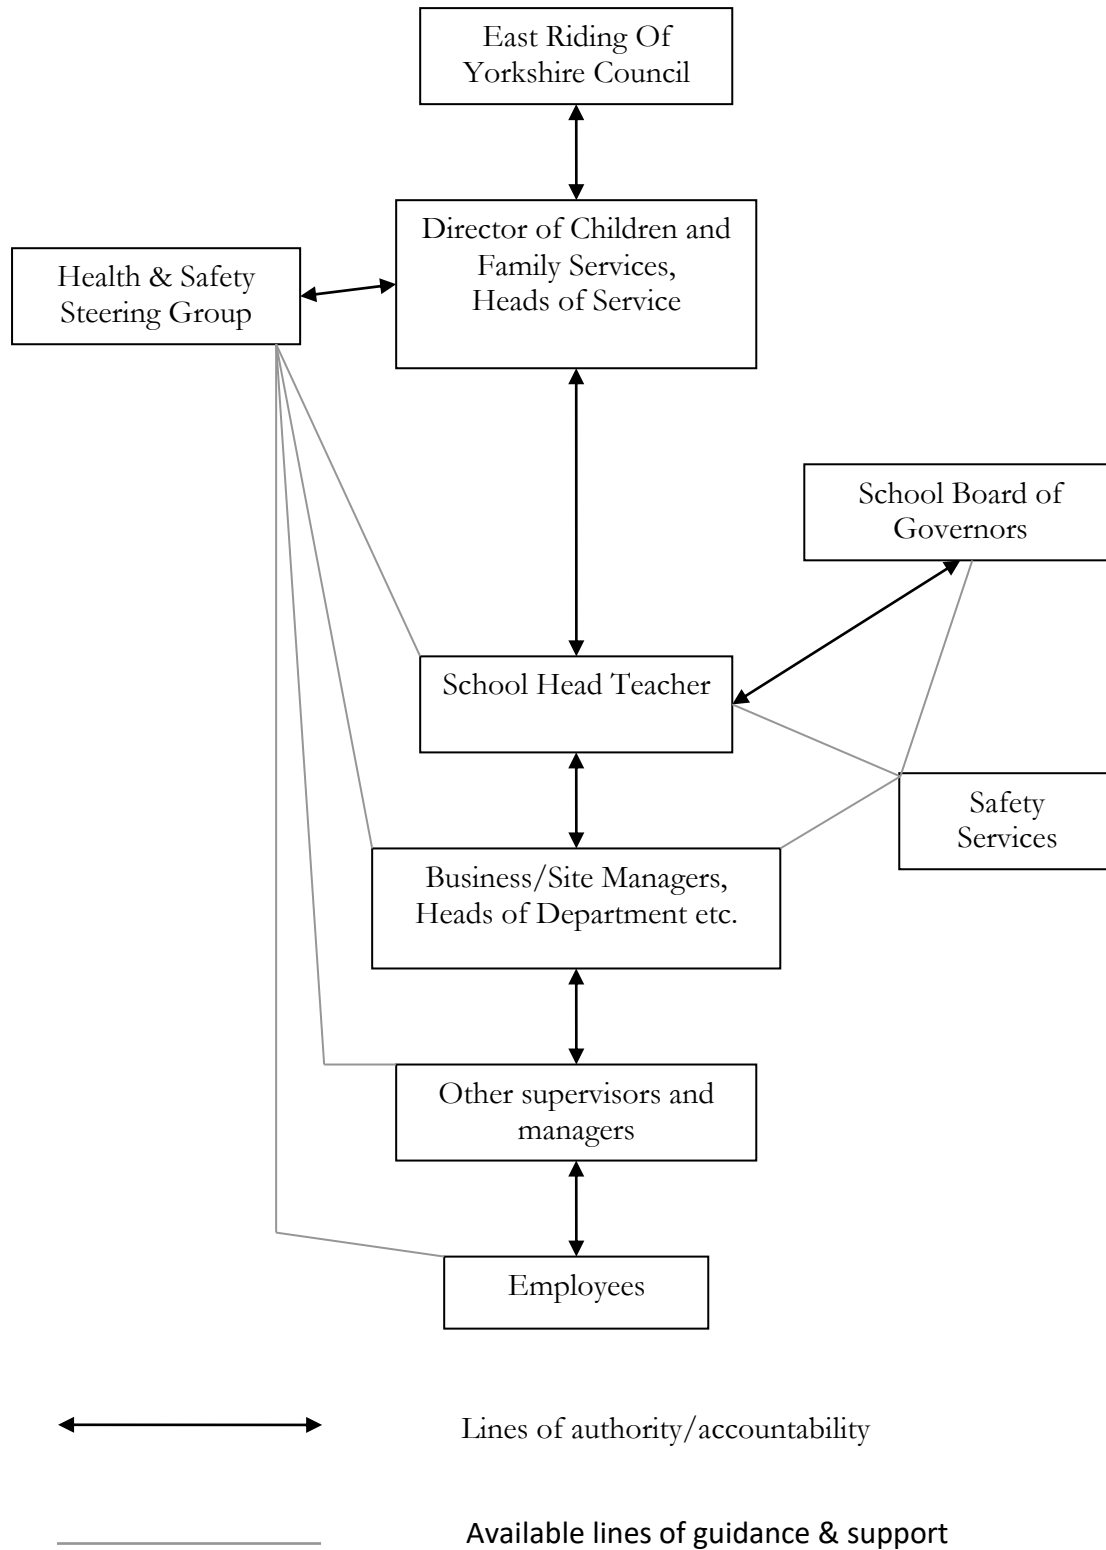 East Riding Of
Yorkshire Council
Director of Children and
Family Services,
Heads of Service
Health & Safety
Steering Group
School Board of
Governors
School Head Teacher
Safety
Services
Business/Site Managers,
Heads of Department etc.
Other supervisors and
managers
Employees
Lines of authority/accountability
Available lines of guidance & support